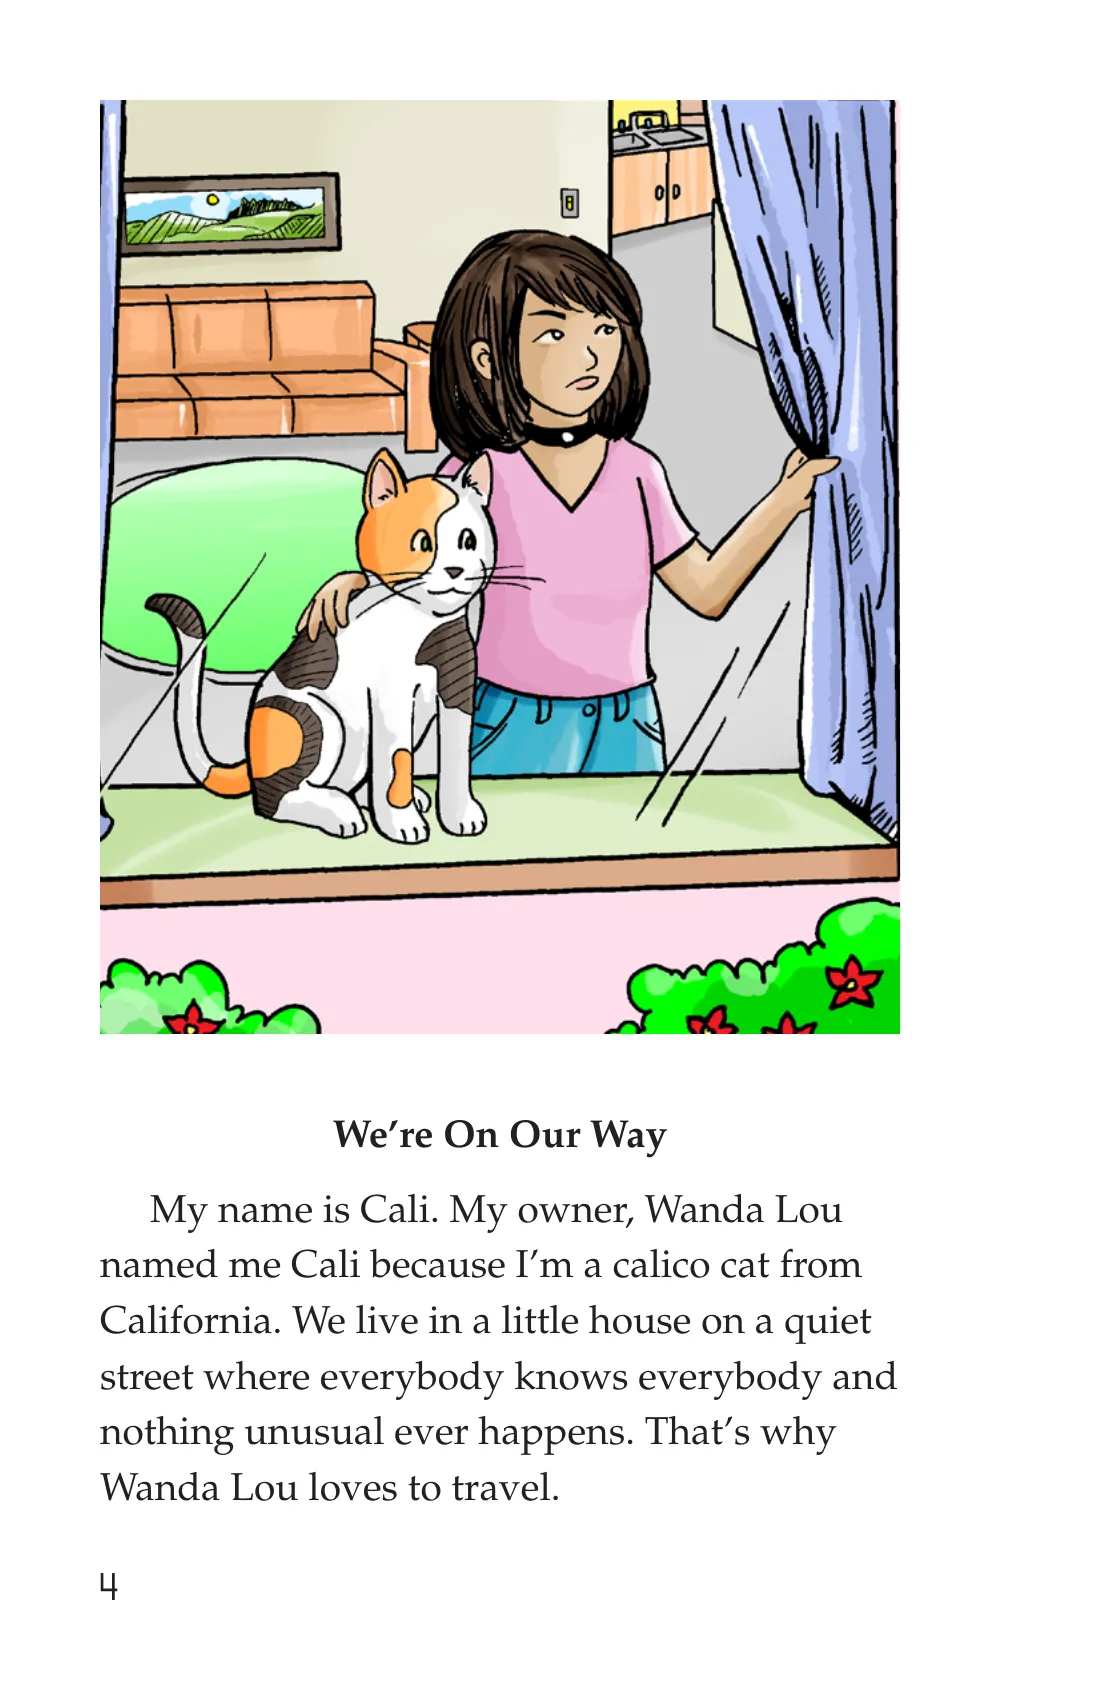 We’re On Our Way
My name is Cali. My owner, Wanda Lou
named me Cali because I’m a calico cat from
California. We live in a little house on a quiet
street where everybody knows everybody and
nothing unusual ever happens. That’s why
Wanda Lou loves to travel.
4